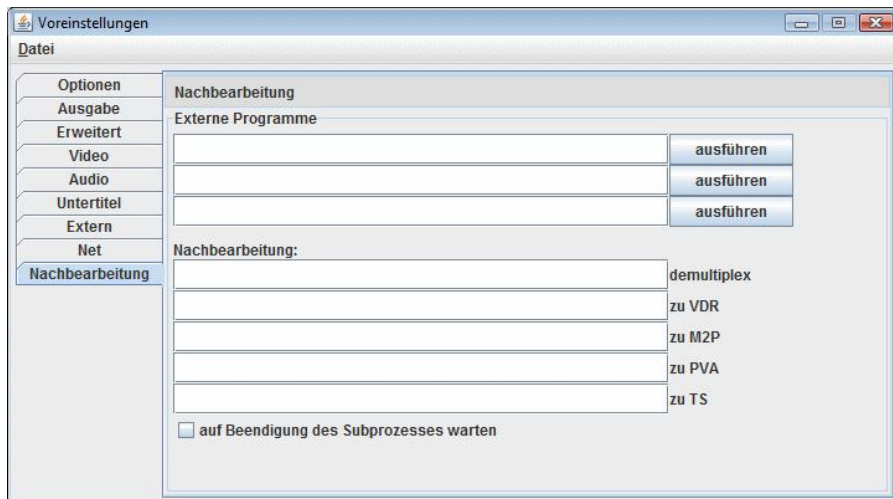 Voreinstellungen
Datei
Optionen
Ausgabe
Erweitert
Video
Audio
Untertitel
Extern
Net
Nachbearbeitung
Nachbearbeitung
Externe Programme
ausführen
ausführen
ausführen
Nachbearbeitung:
demultiplex
zu VDR
zu M2P
zu PVA
zu TS
auf Beendigung des Subprozesses warten